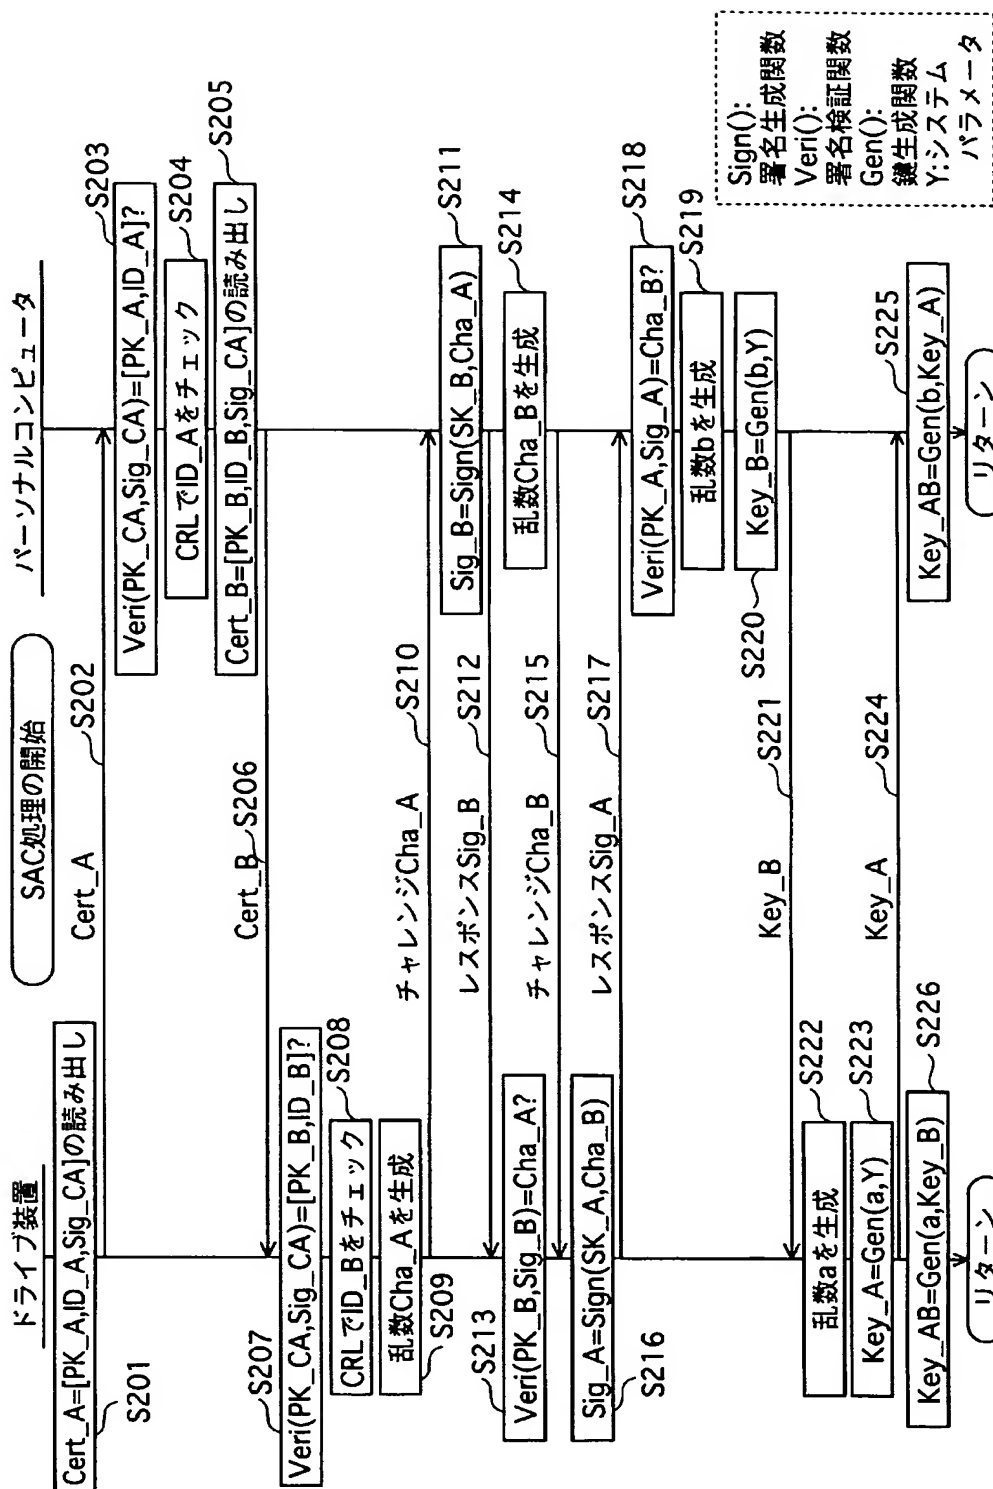 SAC処理の開始
ドライブ装置
パーソナルコンピュータ
Cert_A=[PK_A,ID_A,Sig_CA]の読み出し
S201
Cert_A
S202
Veri(PK_CA,Sig_CA)=[PK_A,ID_A]?
S203
CRLでID_Aをチェック
S204
Cert_B=[PK_B,ID_B,Sig_CA]の読み出し
S205
Cert_B
S206
S207
Veri(PK_CA,Sig_CA)=[PK_B,ID_B]?
CRLでID_Bをチェック
S208
乱数Cha_Aを生成
S209
チャレンジCha_A
S210
Sig_B=Sign(SK_B,Cha_A)
S211
レスポンスSig_B
S212
S213
Veri(PK_B,Sig_B)=Cha_A?
乱数Cha_Bを生成
S214
チャレンジCha_B
S215
Sig_A=Sign(SK_A,Cha_B)
S216
レスポンスSig_A
S217
Veri(PK_A,Sig_A)=Cha_B?
S218
乱数bを生成
S219
Key_B=Gen(b,Y)
S220
Key_B
S221
乱数aを生成
S222
Key_A=Gen(a,Y)
S223
Key_A
S224
Key_AB=Gen(b,Key_A)
S225
Key_AB=Gen(a,Key_B)
S226
リターン
リターン
Sign():
署名生成関数
Veri():
署名検証関数
Gen():
鍵生成関数
Y:システム
パラメータ